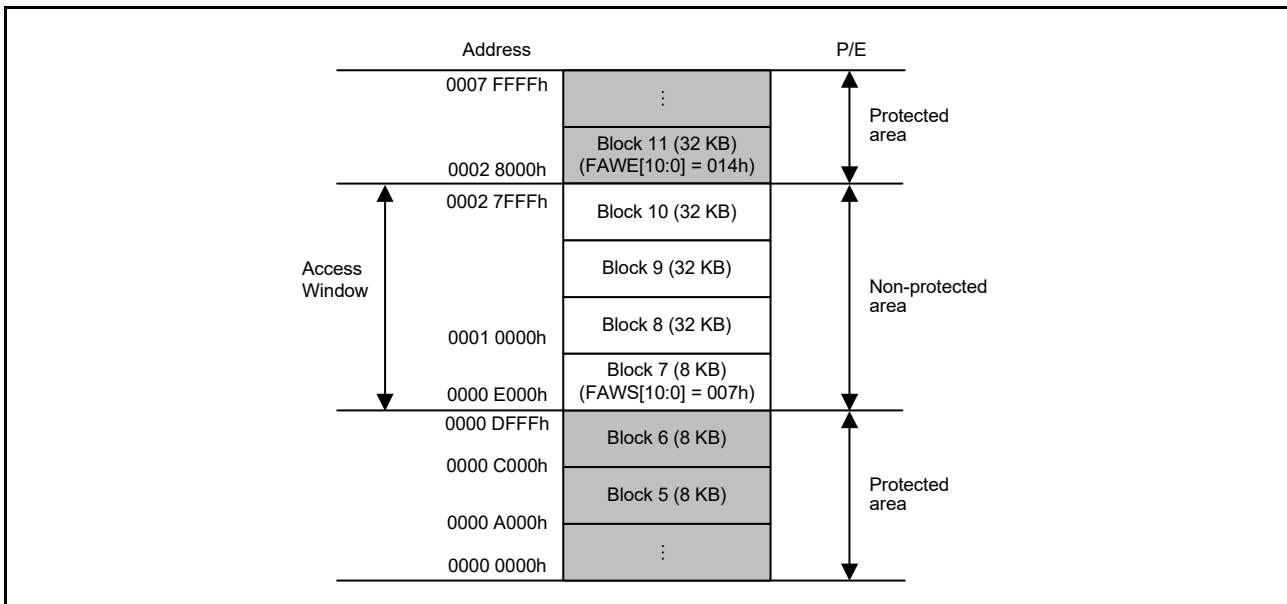 Address
P/E
0007 FFFFh
⋮
Protected
area
Block 11 (32 KB)
(FAWE[10:0] = 014h)
0002 8000h
0002 7FFFh
Block 10 (32 KB)
Access
Window
Block 9 (32 KB)
Non-protected
area
Block 8 (32 KB)
0001 0000h
Block 7 (8 KB)
(FAWS[10:0] = 007h)
0000 E000h
0000 DFFFh
Block 6 (8 KB)
0000 C000h
Block 5 (8 KB)
Protected
area
0000 A000h
⋮
0000 0000h